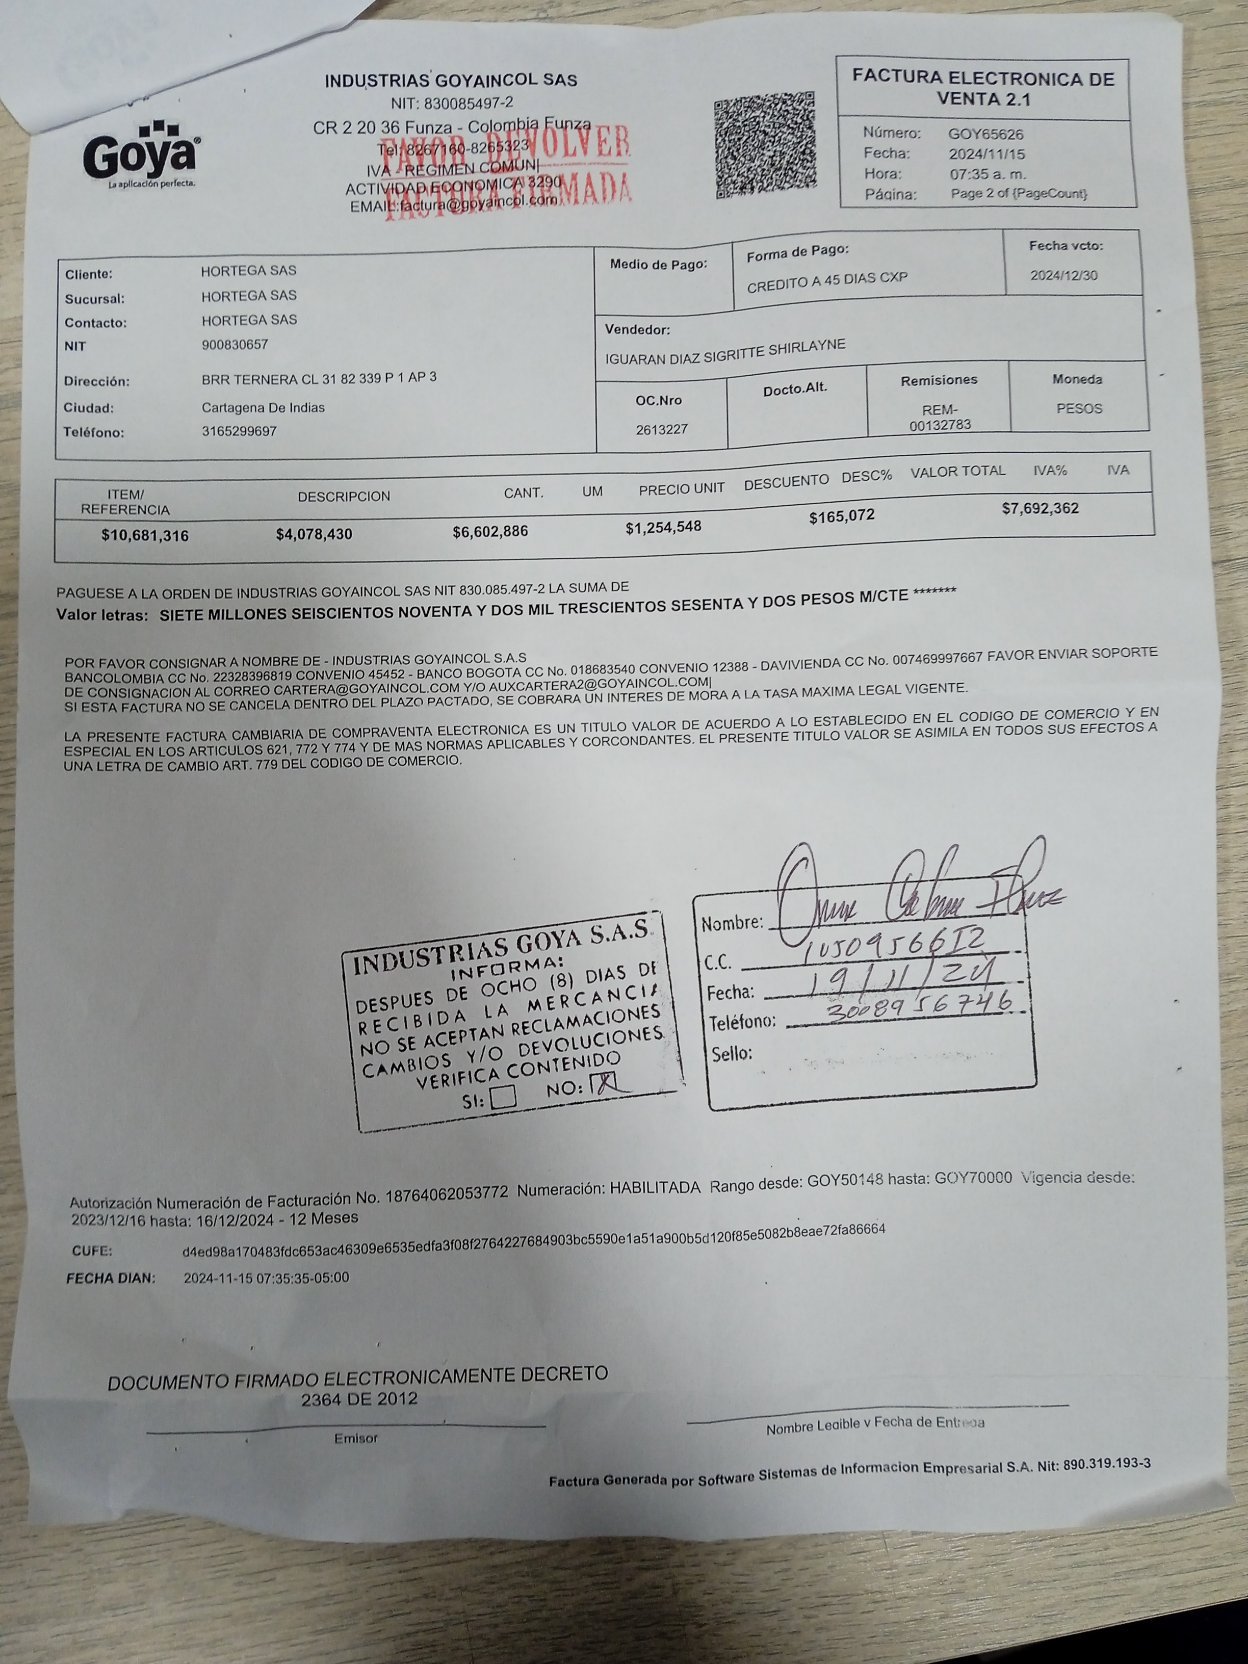 INDUSTRIAS GOYAINCOL SAS
NIT: 830085497-2
CR 2 20 36 Funza - Colombia Funza
Tel: 8267160-8265323
IVA - REGIMEN COMUN|
ACTIVIDAD ECONOMICA 3290
EMAIL:factura@goyaincol.com
FAVOR DEVOLVER
FACTURA FIRMADA
Goya
La aplicación perfecta.
FACTURA ELECTRONICA DE
VENTA 2.1
Número: GOY65626
Fecha: 2024/11/15
Hora: 07:35 a. m.
Página: Page 2 of {PageCount}
Cliente: HORTEGA SAS
Sucursal: HORTEGA SAS
Contacto: HORTEGA SAS
NIT 900830657
Dirección: BRR TERNERA CL 31 82 339 P 1 AP 3
Ciudad: Cartagena De Indias
Teléfono: 3165299697
Medio de Pago:
Forma de Pago:
CREDITO A 45 DIAS CXP
Fecha vcto:
2024/12/30
Vendedor:
IGUARAN DIAZ SIGRITTE SHIRLAYNE
OC.Nro
2613227
Docto.Alt.
Remisiones
REM-
00132783
Moneda
PESOS
ITEM/
REFERENCIA
DESCRIPCION CANT. UM PRECIO UNIT DESCUENTO DESC% VALOR TOTAL IVA% IVA
$10,681,316 $4,078,430 $6,602,886 $1,254,548 $165,072 $7,692,362
PAGUESE A LA ORDEN DE INDUSTRIAS GOYAINCOL SAS NIT 830.085.497-2 LA SUMA DE
Valor letras: SIETE MILLONES SEISCIENTOS NOVENTA Y DOS MIL TRESCIENTOS SESENTA Y DOS PESOS M/CTE *******
POR FAVOR CONSIGNAR A NOMBRE DE - INDUSTRIAS GOYAINCOL S.A.S
BANCOLOMBIA CC No. 22328396819 CONVENIO 45452 - BANCO BOGOTA CC No. 018683540 CONVENIO 12388 - DAVIVIENDA CC No. 007469997667 FAVOR ENVIAR SOPORTE
DE CONSIGNACION AL CORREO CARTERA@GOYAINCOL.COM Y/O AUXCARTERA2@GOYAINCOL.COM|
SI ESTA FACTURA NO SE CANCELA DENTRO DEL PLAZO PACTADO, SE COBRARA UN INTERES DE MORA A LA TASA MAXIMA LEGAL VIGENTE.
LA PRESENTE FACTURA CAMBIARIA DE COMPRAVENTA ELECTRONICA ES UN TITULO VALOR DE ACUERDO A LO ESTABLECIDO EN EL CODIGO DE COMERCIO Y EN
ESPECIAL EN LOS ARTICULOS 621, 772 Y 774 Y DE MAS NORMAS APLICABLES Y CORCONDANTES. EL PRESENTE TITULO VALOR SE ASIMILA EN TODOS SUS EFECTOS A
UNA LETRA DE CAMBIO ART. 779 DEL CODIGO DE COMERCIO.
INDUSTRIAS GOYA S.A.S.
INFORMA:
DESPUES DE OCHO (8) DIAS DE
RECIBIDA LA MERCANCIA
NO SE ACEPTAN RECLAMACIONES
CAMBIOS Y/O DEVOLUCIONES
VERIFICA CONTENIDO
SI: NO: X
Nombre:
C.C. 1050956612
Fecha: 19/11/24
Teléfono: 3008956746
Sello:
Autorización Numeración de Facturación No. 18764062053772 Numeración: HABILITADA Rango desde: GOY50148 hasta: GOY70000 Vigencia desde:
2023/12/16 hasta: 16/12/2024 - 12 Meses
CUFE: d4ed98a170483fdc653ac46309e6535edfa3f08f2764227684903bc5590e1a51a900b5d120f85e5082b8eae72fa86664
FECHA DIAN: 2024-11-15 07:35:35-05:00
DOCUMENTO FIRMADO ELECTRONICAMENTE DECRETO
2364 DE 2012
Emisor
Nombre Legible y Fecha de Entrega
Factura Generada por Software Sistemas de Informacion Empresarial S.A. Nit: 890.319.193-3